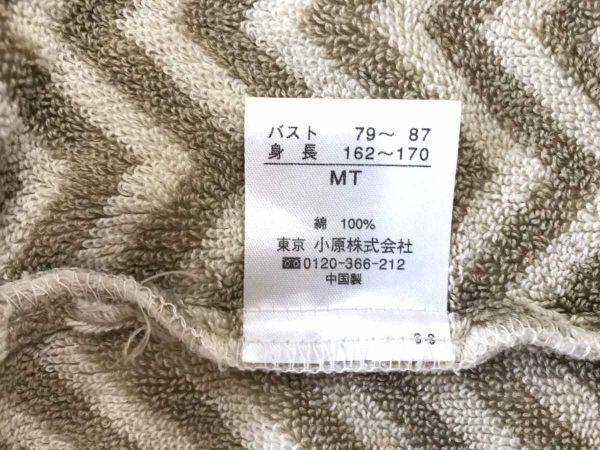 バスト 79～ 87
身長 162～170
MT
綿 100%
東京 小原株式会社
☎0120-366-212
中国製